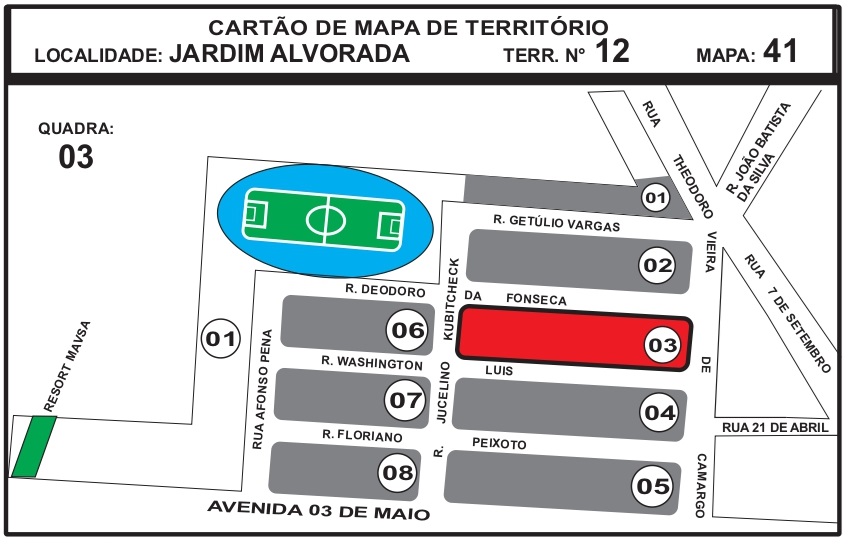 CARTÃO DE MAPA DE TERRITÓRIO
LOCALIDADE: JARDIM ALVORADA TERR. Nº 12 MAPA: 41
QUADRA:
03
RUA THEODORO VIEIRA DE CAMARGO
R. JOÃO BATISTA
DA SILVA
RUA 7 DE SETEMBRO
01
R. GETÚLIO VARGAS
02
R. DEODORO DA FONSECA
03
06
01
R. WASHINGTON LUIS
04
07
R. FLORIANO PEIXOTO
05
08
RUA AFONSO PENA
R. JUCELINO KUBITCHECK
RESORT MAVSA
RUA 21 DE ABRIL
AVENIDA 03 DE MAIO